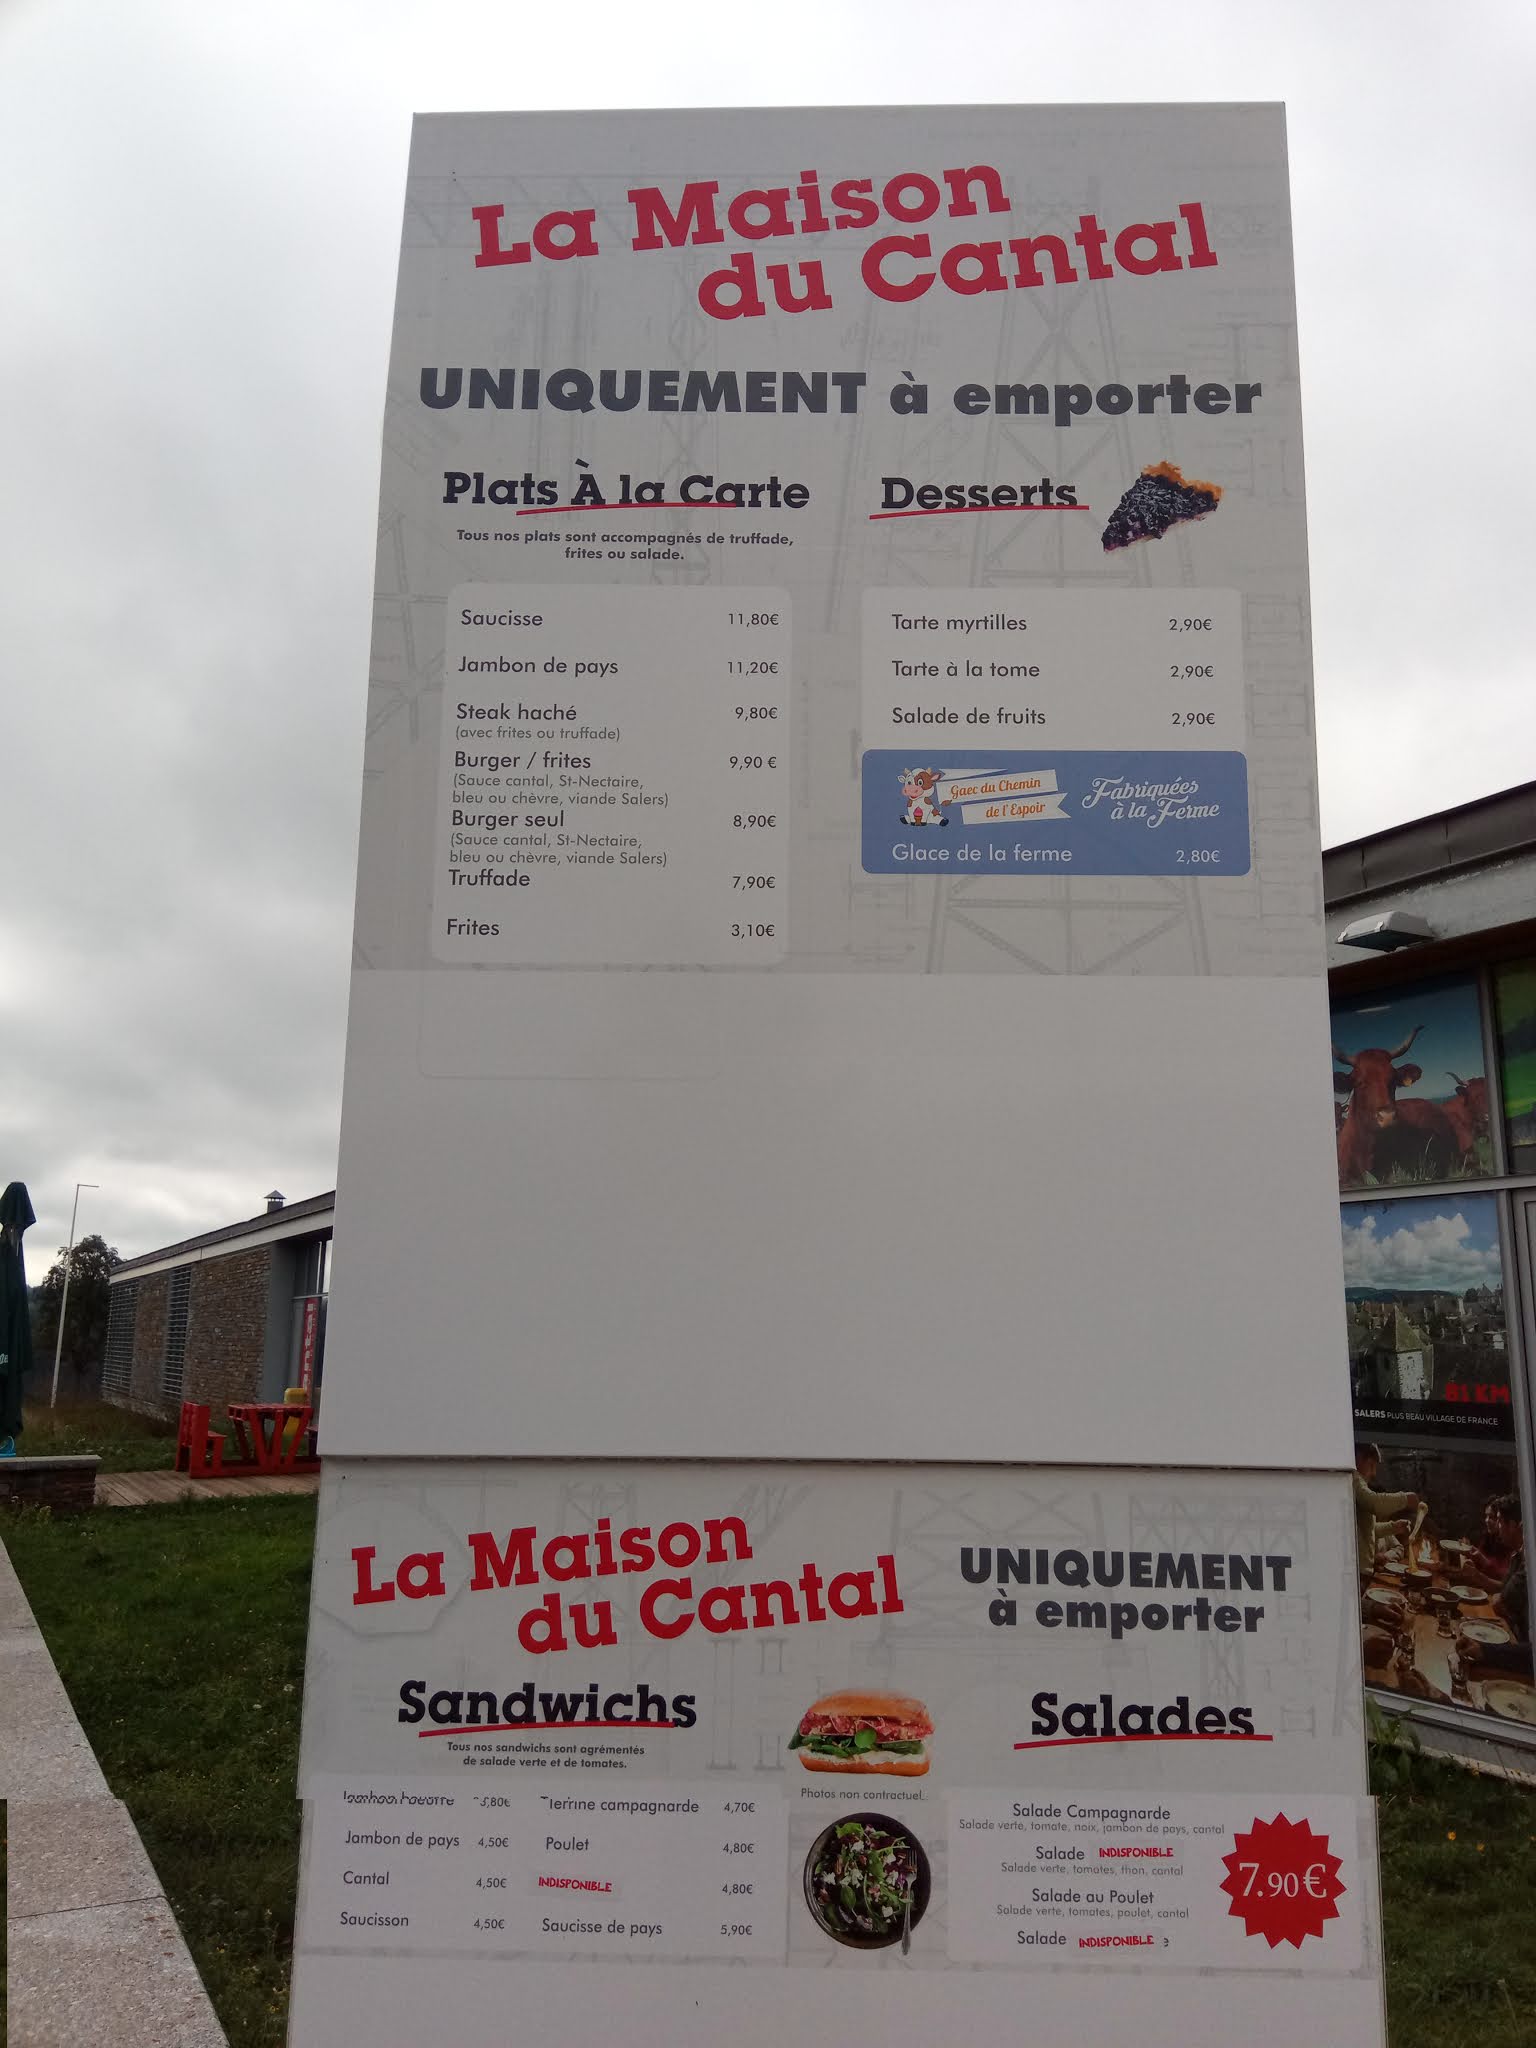 La Maison
du Cantal
UNIQUEMENT à emporter
Plats À la Carte
Tous nos plats sont accompagnés de truffade,
frites ou salade.
Saucisse 11,80€
Jambon de pays 11,20€
Steak haché 9,80€
(avec frites ou truffade)
Burger / frites 9,90 €
(Sauce cantal, St-Nectaire,
bleu ou chèvre, viande Salers)
Burger seul 8,90€
(Sauce cantal, St-Nectaire,
bleu ou chèvre, viande Salers)
Truffade 7,90€
Frites 3,10€
Desserts
Tarte myrtilles 2,90€
Tarte à la tome 2,90€
Salade de fruits 2,90€
Gaec du Chemin
de l'Espoir
Fabriquées
à la Ferme
Glace de la ferme 2,80€
81 KM
SALERS PLUS BEAU VILLAGE DE FRANCE
La Maison
du Cantal
UNIQUEMENT
à emporter
Sandwichs
Tous nos sandwichs sont agrémentés
de salade verte et de tomates.
3,80€
Jambon de pays 4,50€
Cantal 4,50€
Saucisson 4,50€
Terrine campagnarde 4,70€
Poulet 4,80€
INDISPONIBLE 4,80€
Saucisse de pays 5,90€
Photos non contractuel.
Salades
Salade Campagnarde
Salade verte, tomate, noix, jambon de pays, cantal
Salade INDISPONIBLE
Salade verte, tomates, thon, cantal
Salade au Poulet
Salade verte, tomates, poulet, cantal
Salade INDISPONIBLE e
7.90€